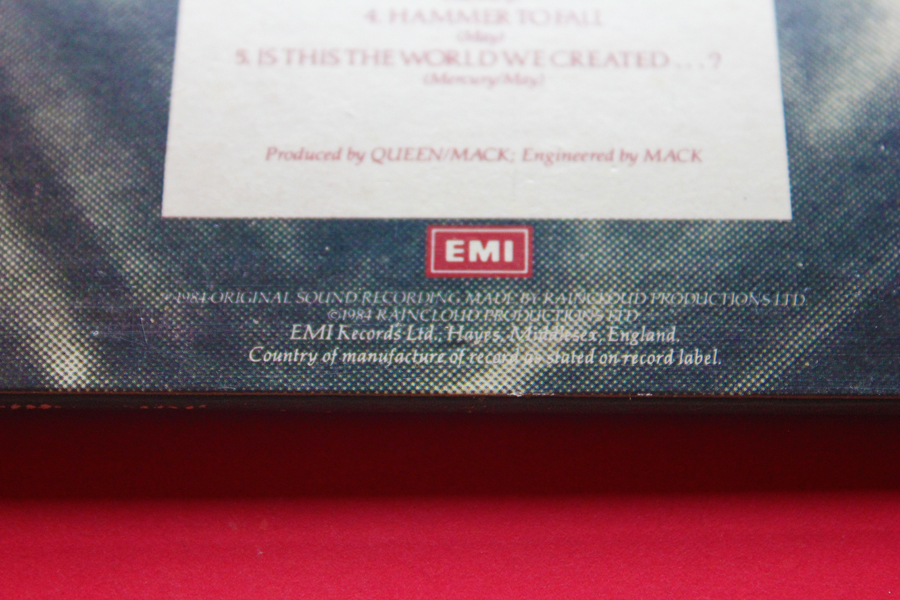 4. HAMMER TO FALL
(May)
5. IS THIS THE WORLD WE CREATED...?
(Mercury/May)
Produced by QUEEN/MACK; Engineered by MACK
EMI
℗1984 ORIGINAL SOUND RECORDING MADE BY RAINCLOUD PRODUCTIONS LTD
©1984 RAINCLOUD PRODUCTIONS LTD
EMI Records Ltd., Hayes, Middlesex, England.
Country of manufacture of record as stated on record label.